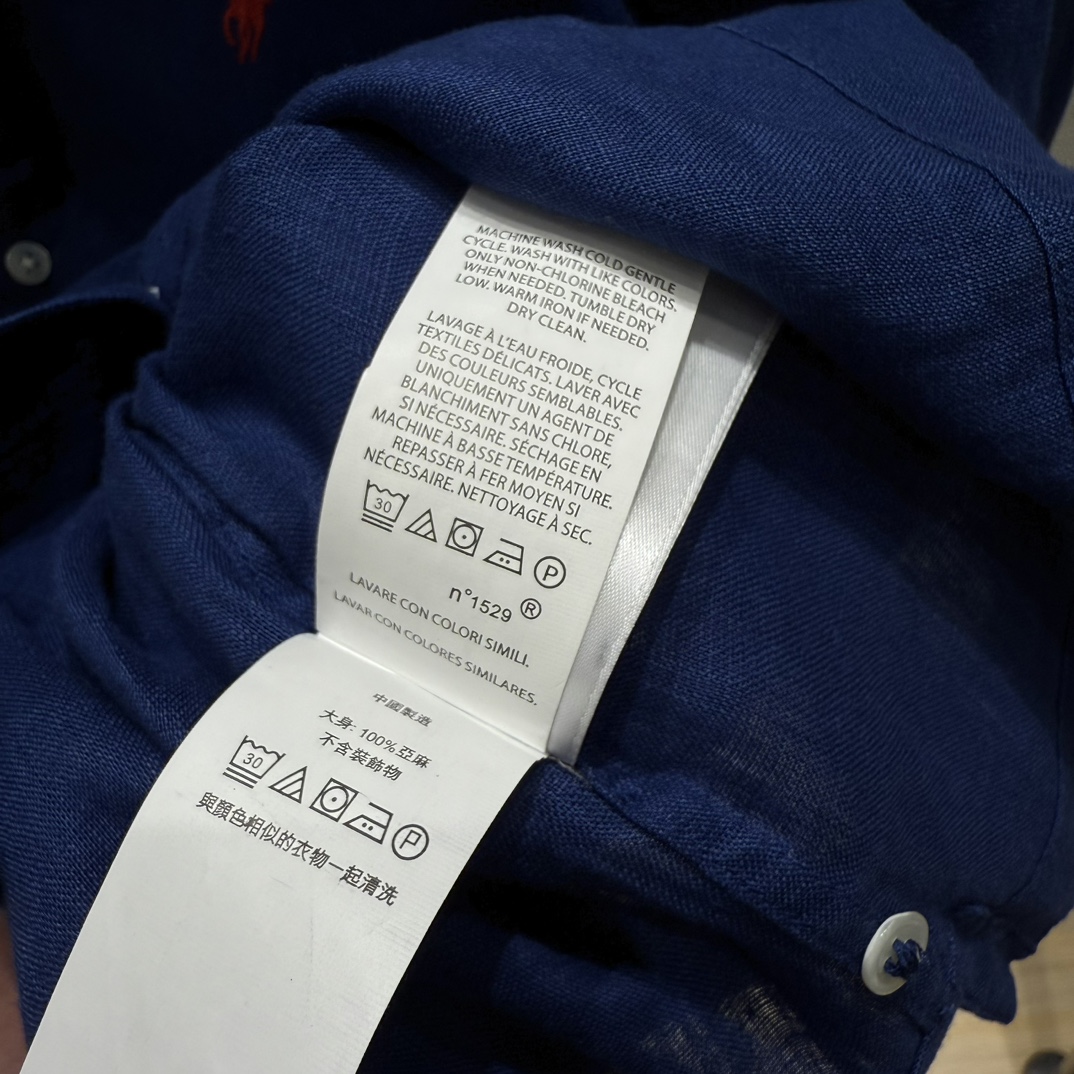 MACHINE WASH COLD GENTLE
CYCLE. WASH WITH LIKE COLORS.
ONLY NON-CHLORINE BLEACH
WHEN NEEDED. TUMBLE DRY
LOW. WARM IRON IF NEEDED.
DRY CLEAN.
LAVAGE À L'EAU FROIDE, CYCLE
TEXTILES DÉLICATS. LAVER AVEC
DES COULEURS SEMBLABLES.
UNIQUEMENT UN AGENT DE
BLANCHIMENT SANS CHLORE,
SI NÉCESSAIRE. SÉCHAGE EN
MACHINE À BASSE TEMPÉRATURE.
REPASSER À FER MOYEN SI
NÉCESSAIRE. NETTOYAGE À SEC.
30 P
n°1529 ®
LAVARE CON COLORI SIMILI.
LAVAR CON COLORES SIMILARES.
中國製造
大身: 100% 亞麻
不含裝飾物
30 P
與顏色相似的衣物一起清洗